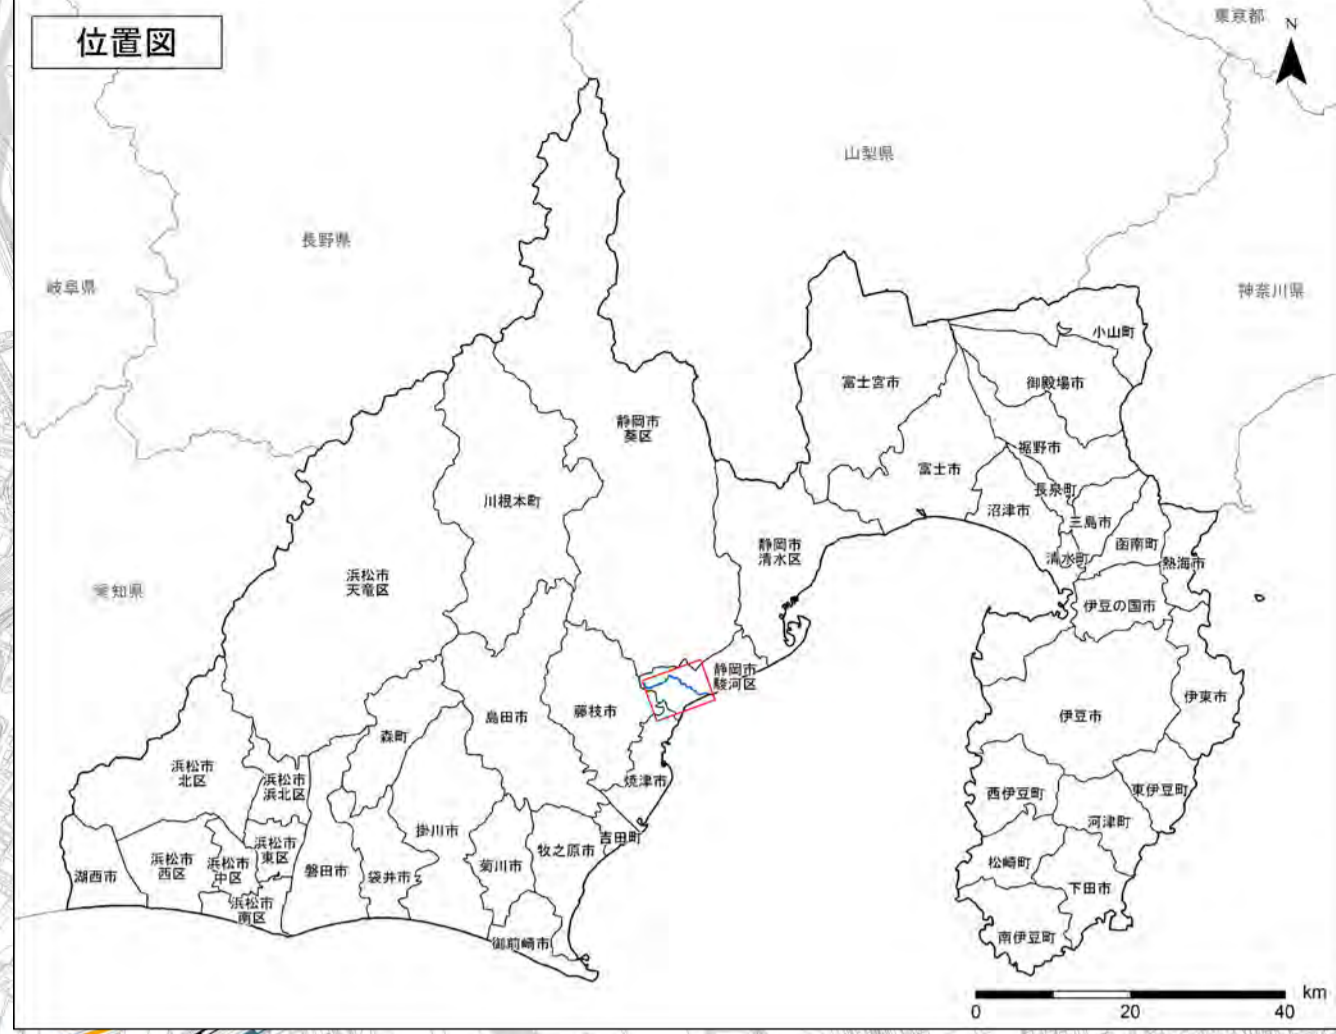 位置図
東京都
N
山梨県
長野県
岐阜県
神奈川県
小山町
富士宮市
御殿場市
静岡市
葵区
裾野市
富士市
長泉町
川根本町
沼津市
三島市
函南町
静岡市
清水区
清水町
熱海市
浜松市
天竜区
愛知県
伊豆の国市
静岡市
駿河区
伊東市
島田市
藤枝市
伊豆市
森町
浜松市
北区
浜松市
浜北区
焼津市
西伊豆町
東伊豆町
河津町
掛川市
吉田町
牧之原市
浜松市
東区
浜松市
西区
浜松市
中区
菊川市
松崎町
磐田市
袋井市
湖西市
下田市
浜松市
南区
御前崎市
南伊豆町
km
0
20
40